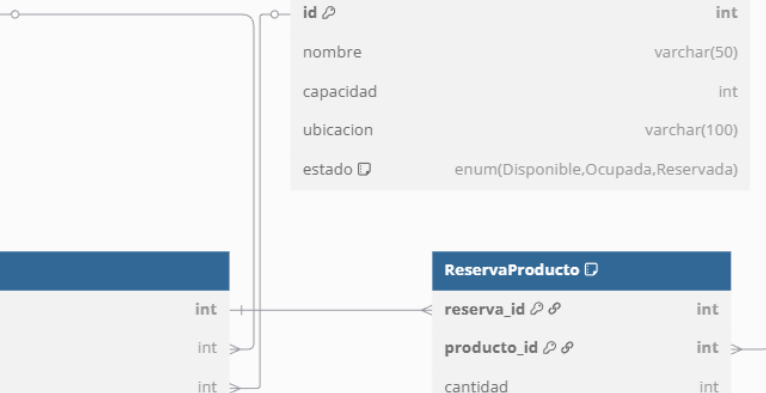 id int
nombre varchar(50)
capacidad int
ubicacion varchar(100)
estado enum(Disponible,Ocupada,Reservada)
ReservaProducto
int
int
int
reserva_id int
producto_id int
cantidad int